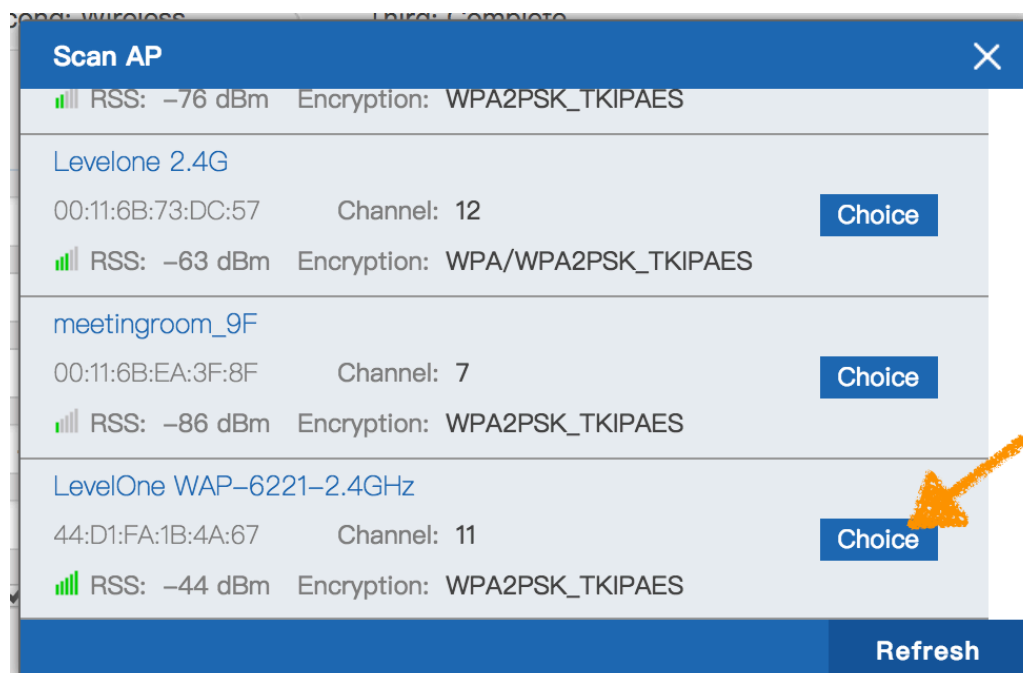 Scan AP
RSS: -76 dBm Encryption: WPA2PSK_TKIPAES
Levelone 2.4G
00:11:6B:73:DC:57 Channel: 12
Choice
RSS: -63 dBm Encryption: WPA/WPA2PSK_TKIPAES
meetingroom_9F
00:11:6B:EA:3F:8F Channel: 7
Choice
RSS: -86 dBm Encryption: WPA2PSK_TKIPAES
LevelOne WAP-6221-2.4GHz
44:D1:FA:1B:4A:67 Channel: 11
Choice
RSS: -44 dBm Encryption: WPA2PSK_TKIPAES
Refresh